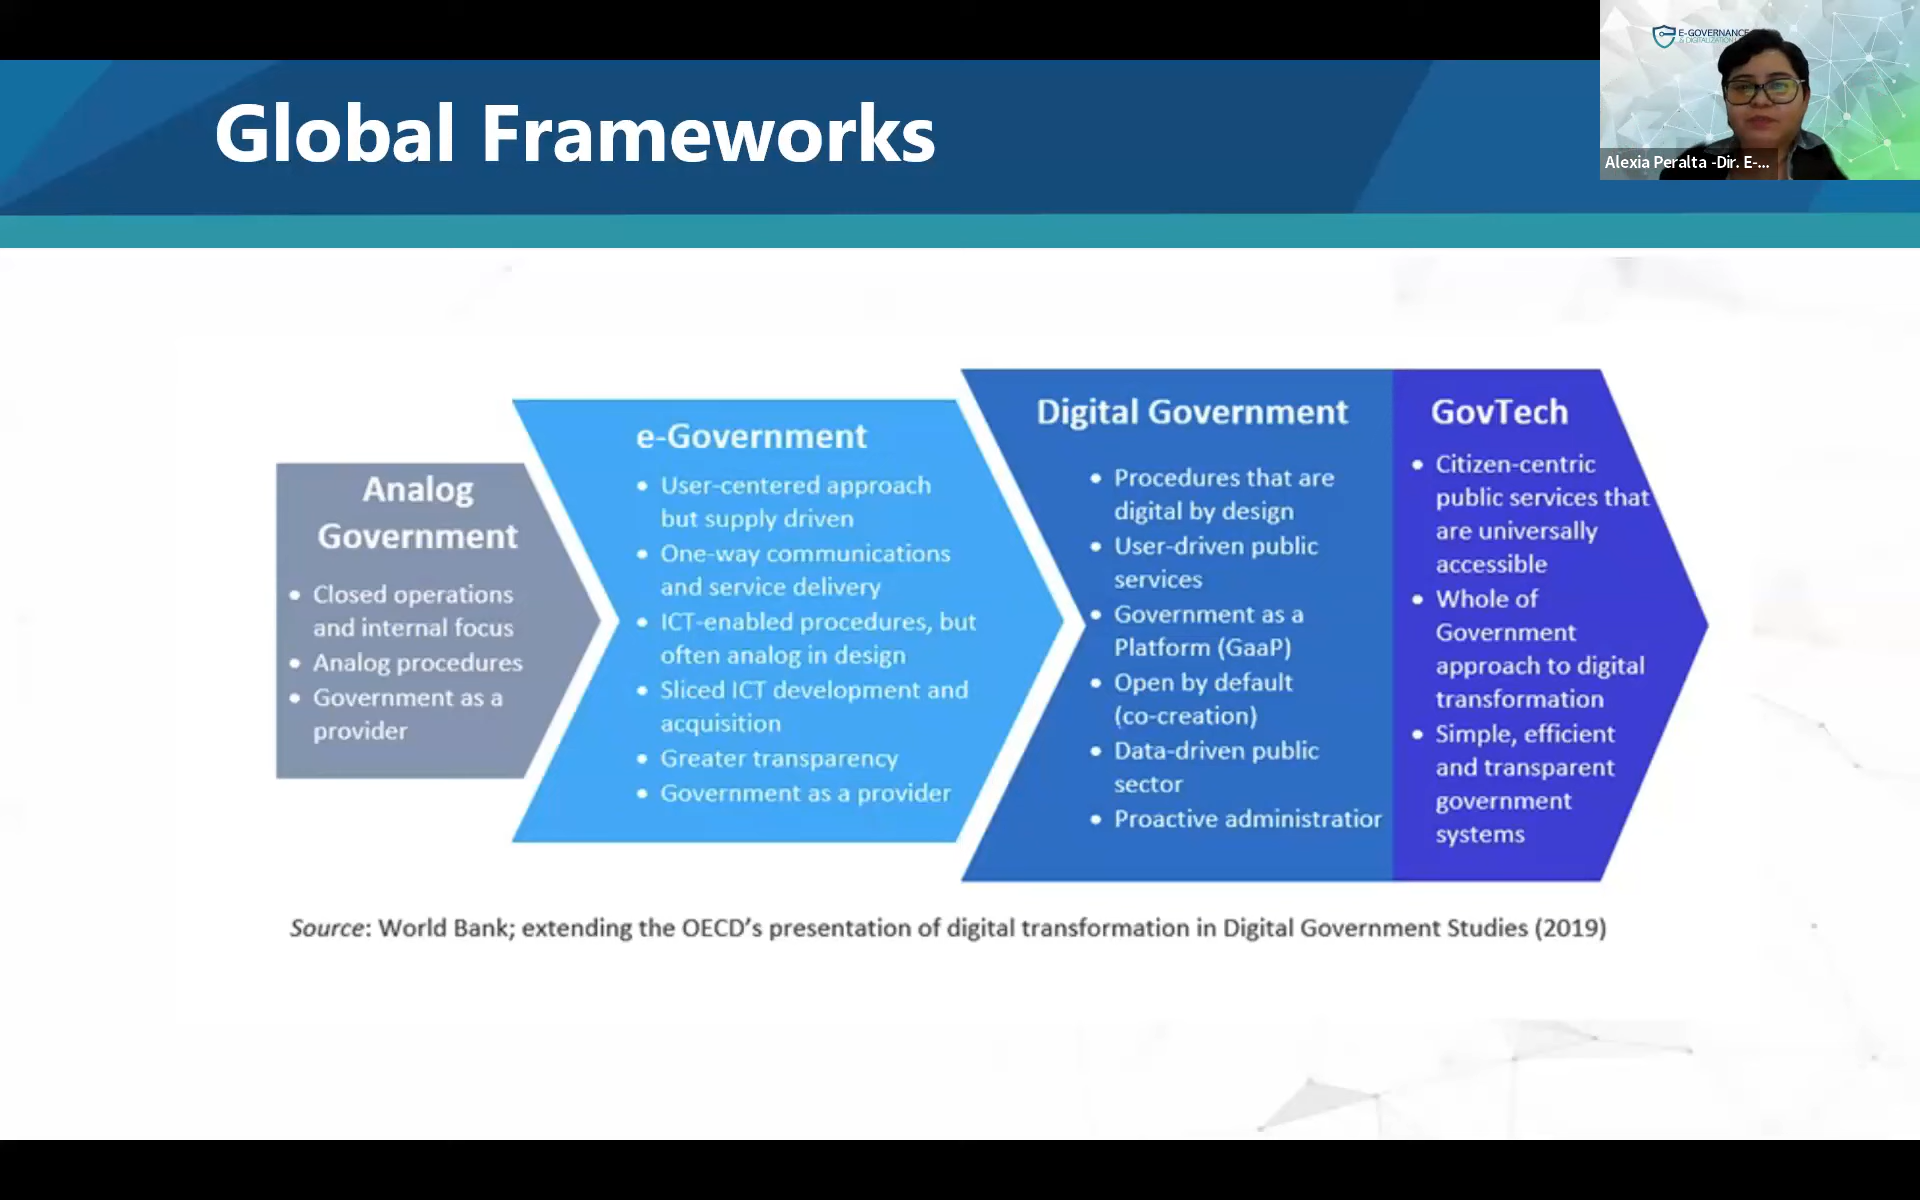 Global Frameworks
E-GOVERNANCE
& DIGITALIZATION
Alexia Peralta -Dir. E-...
Analog
Government
• Closed operations
and internal focus
• Analog procedures
• Government as a
provider
e-Government
• User-centered approach
but supply driven
• One-way communications
and service delivery
• ICT-enabled procedures, but
often analog in design
• Sliced ICT development and
acquisition
• Greater transparency
• Government as a provider
Digital Government
• Procedures that are
digital by design
• User-driven public
services
• Government as a
Platform (GaaP)
• Open by default
(co-creation)
• Data-driven public
sector
• Proactive administratior
GovTech
• Citizen-centric
public services that
are universally
accessible
• Whole of
Government
approach to digital
transformation
• Simple, efficient
and transparent
government
systems
Source: World Bank; extending the OECD's presentation of digital transformation in Digital Government Studies (2019)